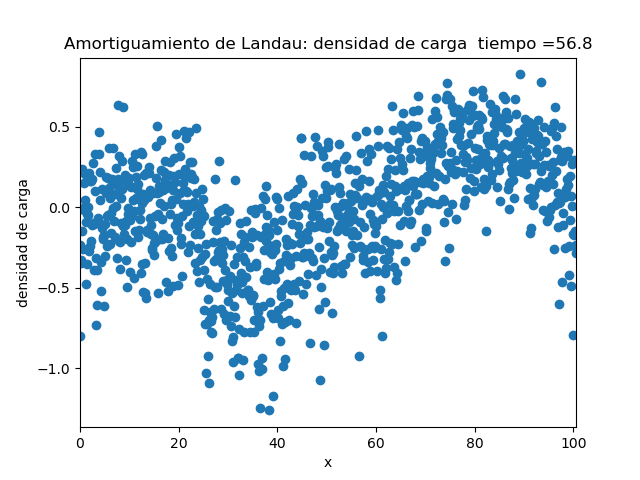 Amortiguamiento de Landau: densidad de carga  tiempo =56.8
densidad de carga
0.5
0.0
−0.5
−1.0
0 20 40 60 80 100
x